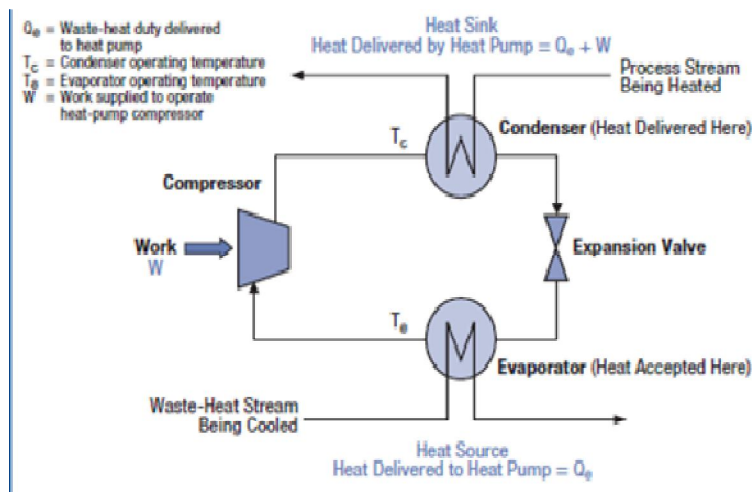 Qe = Waste-heat duty delivered
to heat pump
Tc = Condenser operating temperature
Te = Evaporator operating temperature
W = Work supplied to operate
heat-pump compressor
Heat Sink
Heat Delivered by Heat Pump = Qe + W
Process Stream
Being Heated
Tc
Condenser (Heat Delivered Here)
Compressor
Work
W
Expansion Valve
Te
Evaporator (Heat Accepted Here)
Waste-Heat Stream
Being Cooled
Heat Source
Heat Delivered to Heat Pump = Qe